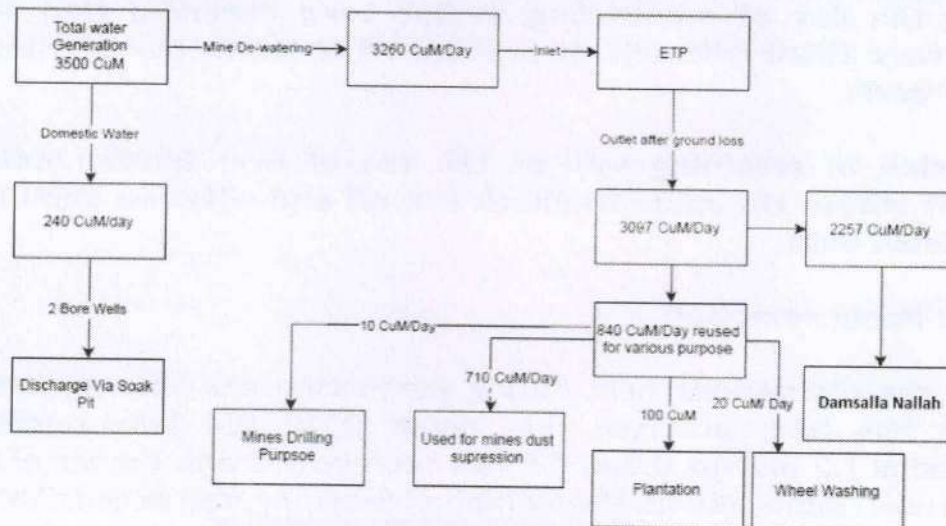 Total water
Generation
3500 CuM
Mine De-watering
3260 CuM/Day
Inlet
ETP
Domestic Water
Outlet after ground loss
240 CuM/day
3097 CuM/Day
2257 CuM/Day
2 Bore Wells
10 CuM/Day
840 CuM/Day reused
for various purpose
710 CuM/Day
100 CuM
20 CuM/ Day
Discharge Via Soak
Pit
Mines Drilling
Purpsoe
Used for mines dust
supression
Plantation
Wheel Washing
Damsalla Nallah